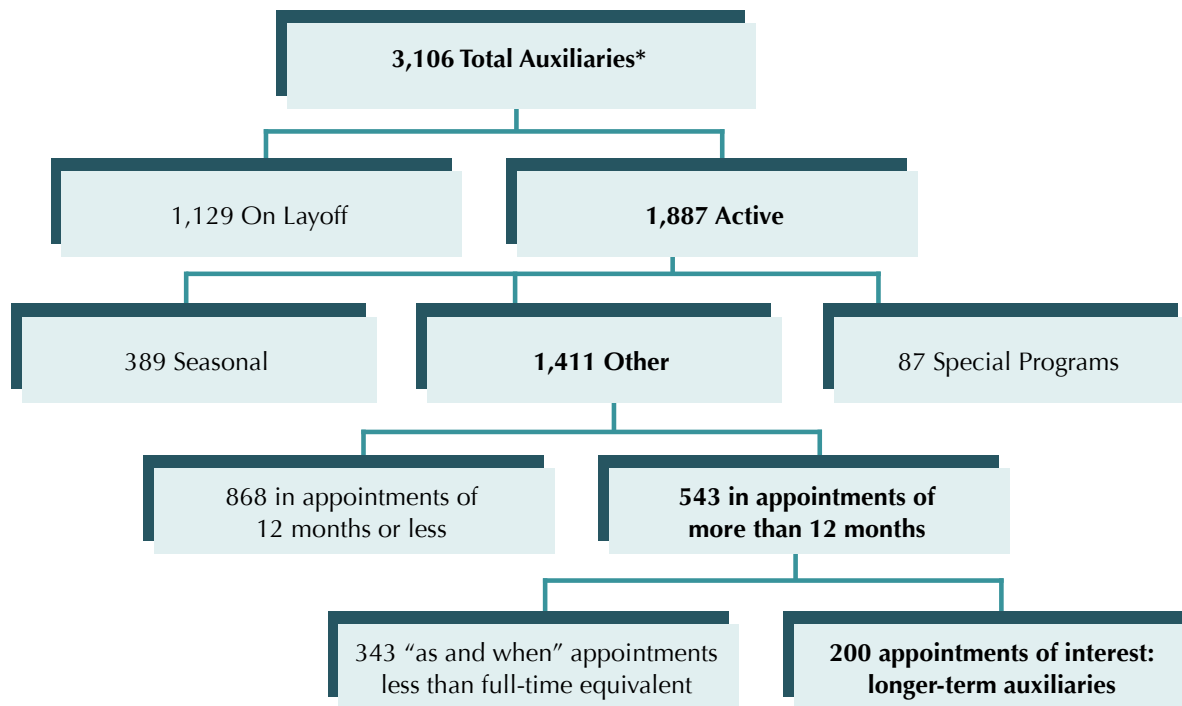 3,106 Total Auxiliaries*
1,129 On Layoff
1,887 Active
389 Seasonal
1,411 Other
87 Special Programs
868 in appointments of
12 months or less
543 in appointments of
more than 12 months
343 “as and when” appointments
less than full-time equivalent
200 appointments of interest:
longer-term auxiliaries